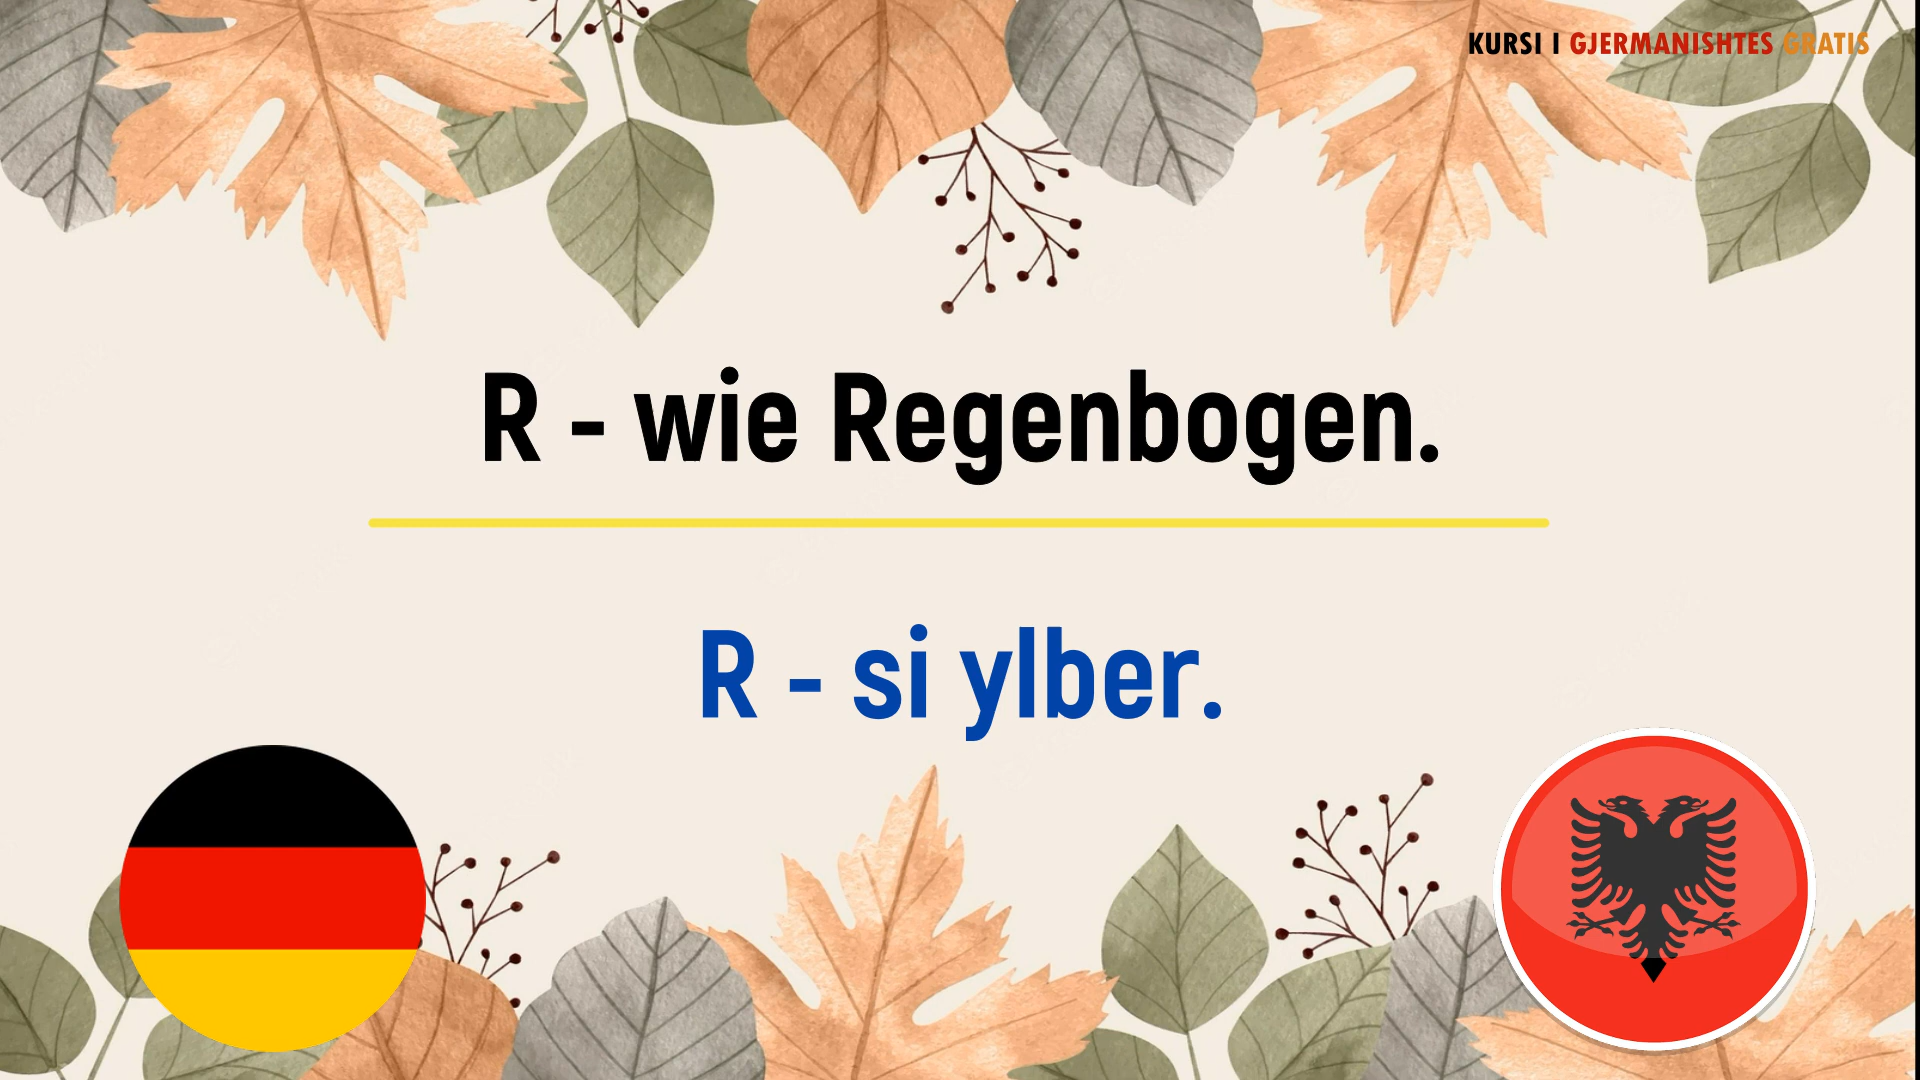 KURSI I GJERMANISHTES GRATIS
R - wie Regenbogen.
R - si ylber.